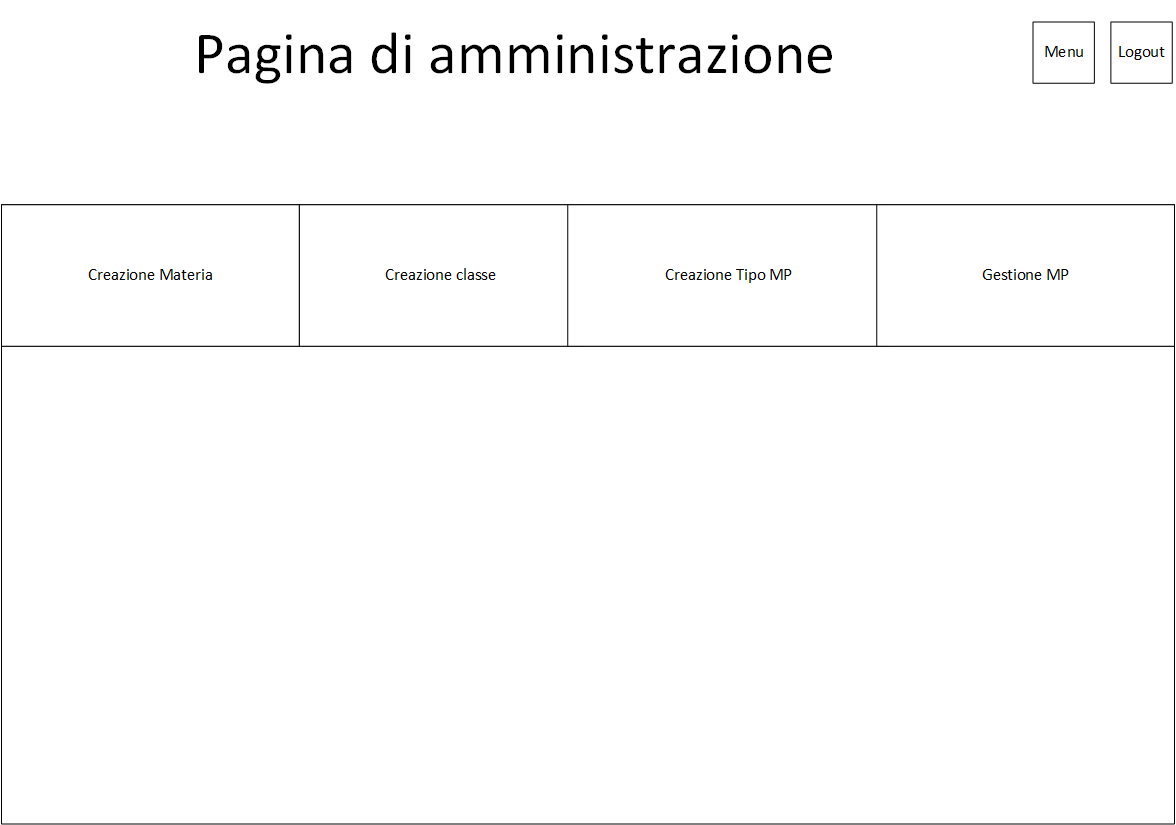 Pagina di amministrazione
Menu
Logout
Creazione Materia
Creazione classe
Creazione Tipo MP
Gestione MP